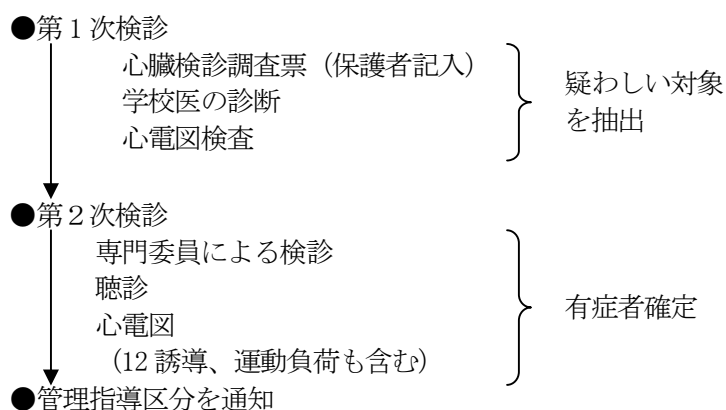 ●第１次検診
心臓検診調査票（保護者記入）
学校医の診断
心電図検査
疑わしい対象
を抽出
●第２次検診
専門委員による検診
聴診
心電図
（12 誘導、運動負荷も含む）
有症者確定
●管理指導区分を通知